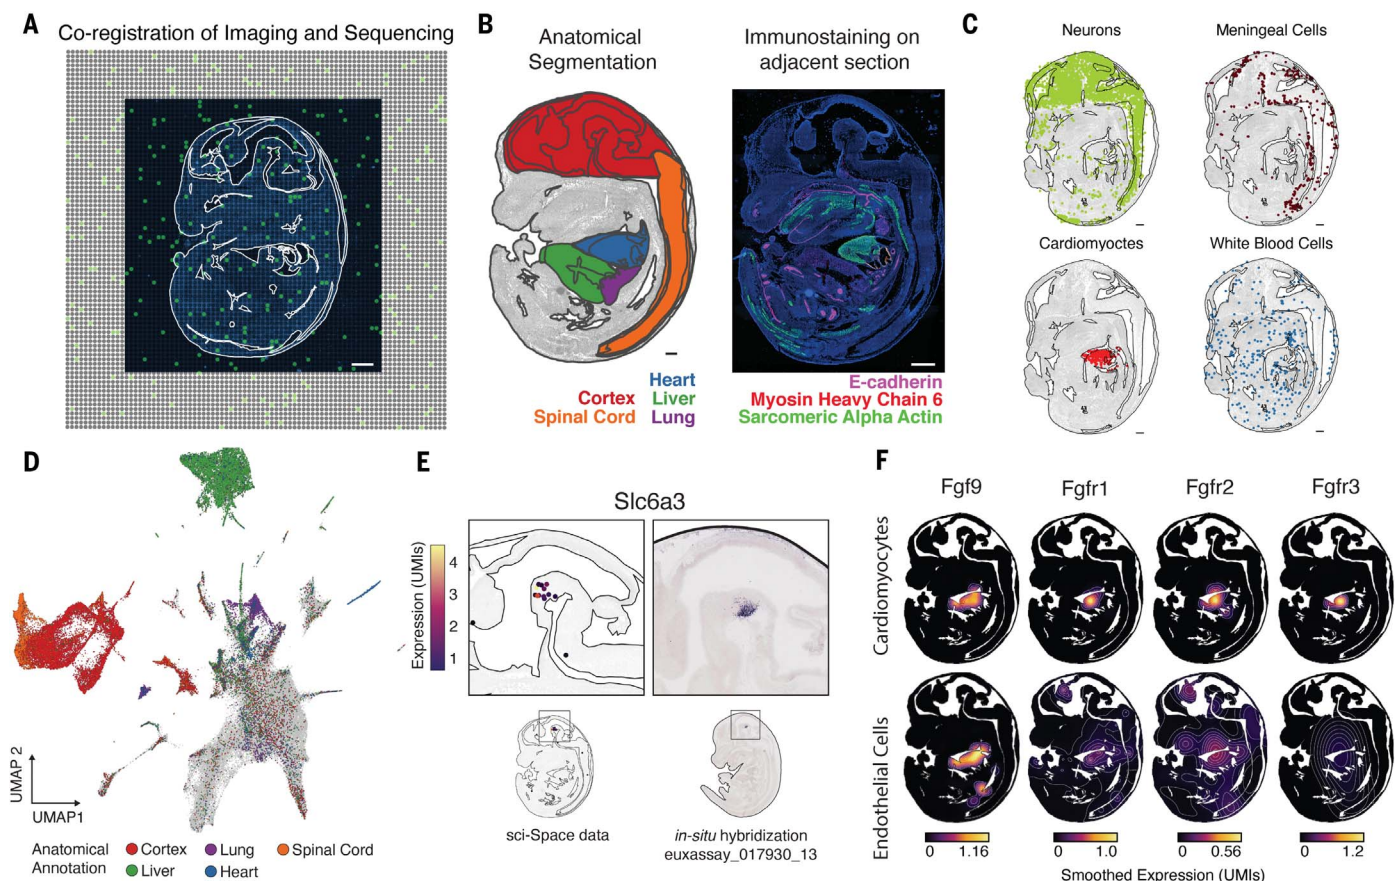 A
Co-registration of Imaging and Sequencing
B
Anatomical
Segmentation
Immunostaining on
adjacent section
Heart
Cortex Liver
Spinal Cord Lung
E-cadherin
Myosin Heavy Chain 6
Sarcomeric Alpha Actin
C
Neurons
Meningeal Cells
Cardiomyoctes
White Blood Cells
D
UMAP 2
UMAP1
Anatomical
Annotation
Cortex
Lung
Spinal Cord
Liver
Heart
E
Slc6a3
Expression (UMIs)
4
3
2
1
sci-Space data
in-situ hybridization
euxassay_017930_13
F
Fgf9
Fgfr1
Fgfr2
Fgfr3
Cardiomyocytes
Endothelial Cells
0 1.16
0 1.0
0 0.56
0 1.2
Smoothed Expression (UMIs)